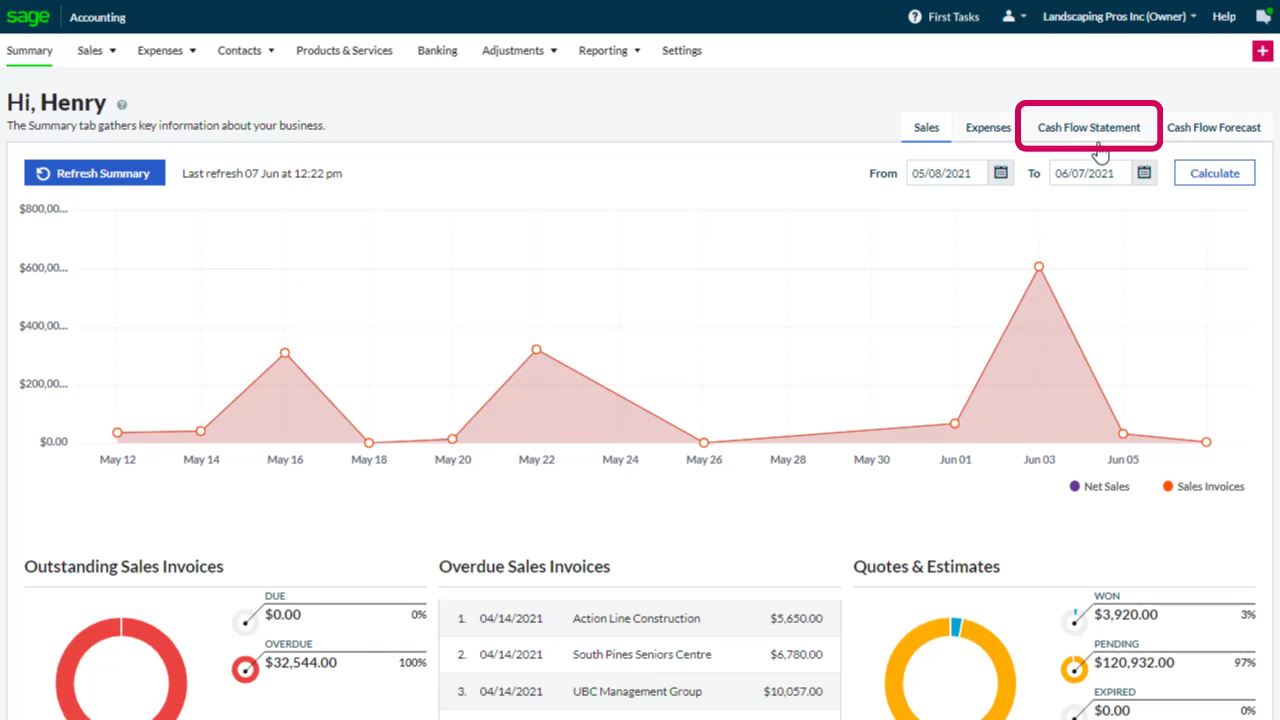 sage Accounting First Tasks Landscaping Pros Inc (Owner) Help
Summary Sales Expenses Contacts Products & Services Banking Adjustments Reporting Settings
Hi, Henry
The Summary tab gathers key information about your business.
Sales Expenses Cash Flow Statement Cash Flow Forecast
Refresh Summary Last refresh 07 Jun at 12:22 pm From 05/08/2021 To 06/07/2021 Calculate
$800,00...
$600,00...
$400,00...
$200,00...
$0.00
May 12 May 14 May 16 May 18 May 20 May 22 May 24 May 26 May 28 May 30 Jun 01 Jun 03 Jun 05
Net Sales Sales Invoices
Outstanding Sales Invoices
DUE
$0.00 0%
OVERDUE
$32,544.00 100%
Overdue Sales Invoices
1. 04/14/2021 Action Line Construction $5,650.00
2. 04/14/2021 South Pines Seniors Centre $6,780.00
3. 04/14/2021 UBC Management Group $10,057.00
Quotes & Estimates
WON
$3,920.00 3%
PENDING
$120,932.00 97%
EXPIRED
$0.00 0%